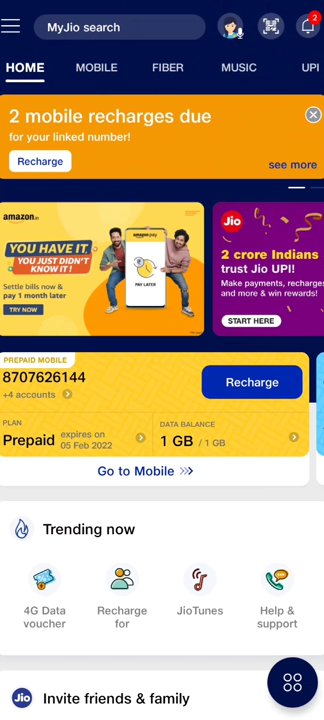 MyJio search
2
HOME
MOBILE
FIBER
MUSIC
UPI
2 mobile recharges due
for your linked number!
Recharge
see more
amazon.in
YOU HAVE IT,
YOU JUST DIDN'T
KNOW IT!
Settle bills now &
pay 1 month later
TRY NOW
amazon pay
PAY LATER
Jio
2 crore Indians
trust Jio UPI!
Make payments, recharges
and more & win rewards!
START HERE
PREPAID MOBILE
8707626144
+4 accounts
Recharge
PLAN
Prepaid
expires on
05 Feb 2022
DATA BALANCE
1 GB / 1 GB
Go to Mobile
Trending now
4G Data
voucher
Recharge
for
JioTunes
Help &
support
Jio
Invite friends & family